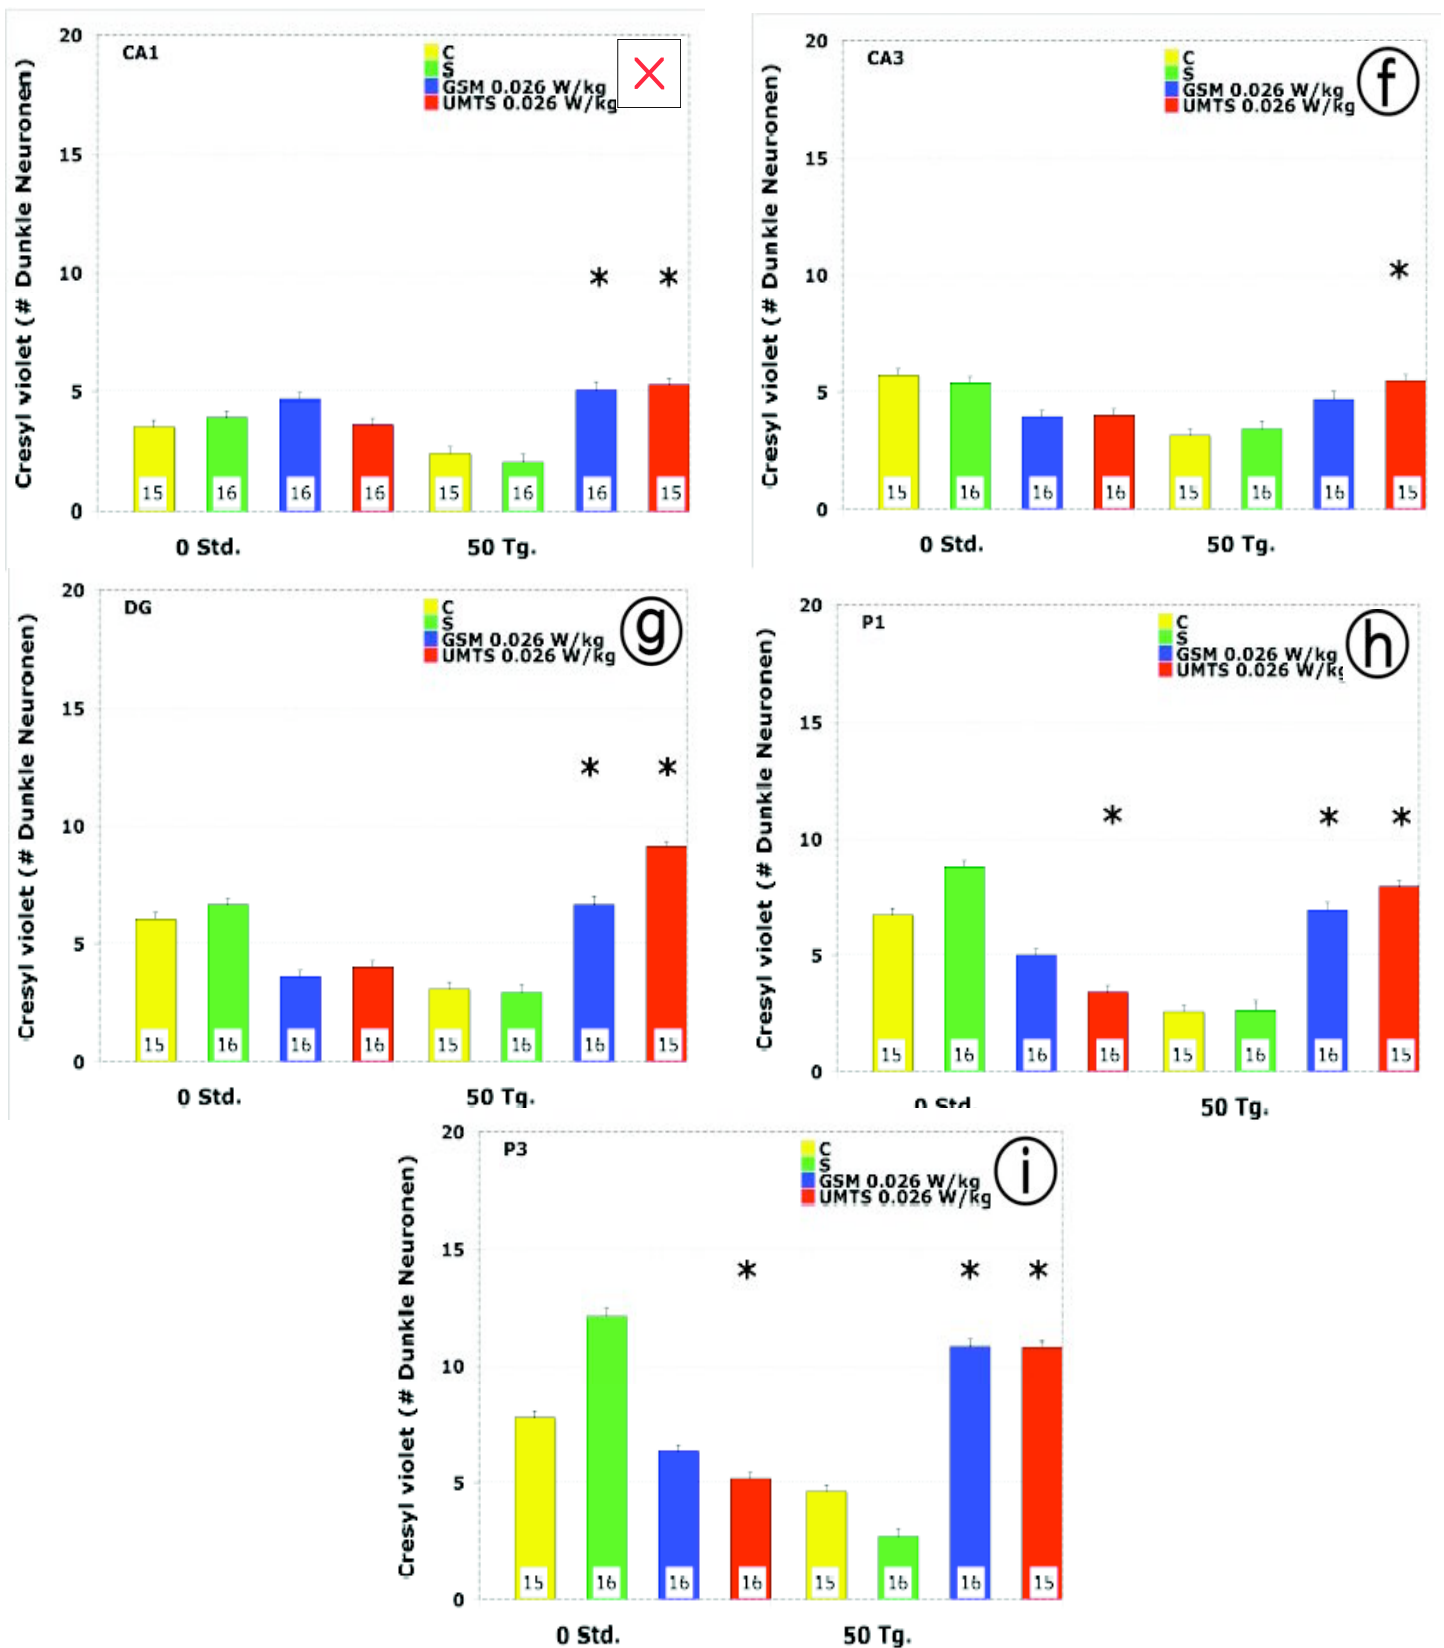 Cresyl violet (# Dunkle Neuronen)
20
15
10
5
0
CA1
C
S
GSM 0.026 W/kg
UMTS 0.026 W/kg
* *
15 16 16 16 15 16 16 15
0 Std. 50 Tg.
Cresyl violet (# Dunkle Neuronen)
20
15
10
5
0
CA3
C
S
GSM 0.026 W/kg
UMTS 0.026 W/kg
f
*
15 16 16 16 15 16 16 15
0 Std. 50 Tg.
Cresyl violet (# Dunkle Neuronen)
20
15
10
5
0
DG
C
S
GSM 0.026 W/kg
UMTS 0.026 W/kg
g
* *
15 16 16 16 15 16 16 15
0 Std. 50 Tg.
Cresyl violet (# Dunkle Neuronen)
20
15
10
5
0
P1
C
S
GSM 0.026 W/kg
UMTS 0.026 W/kg
h
* * *
15 16 16 16 15 16 16 15
0 Std 50 Tg.
Cresyl violet (# Dunkle Neuronen)
20
15
10
5
0
P3
C
S
GSM 0.026 W/kg
UMTS 0.026 W/kg
i
* * *
15 16 16 16 15 16 16 15
0 Std. 50 Tg.